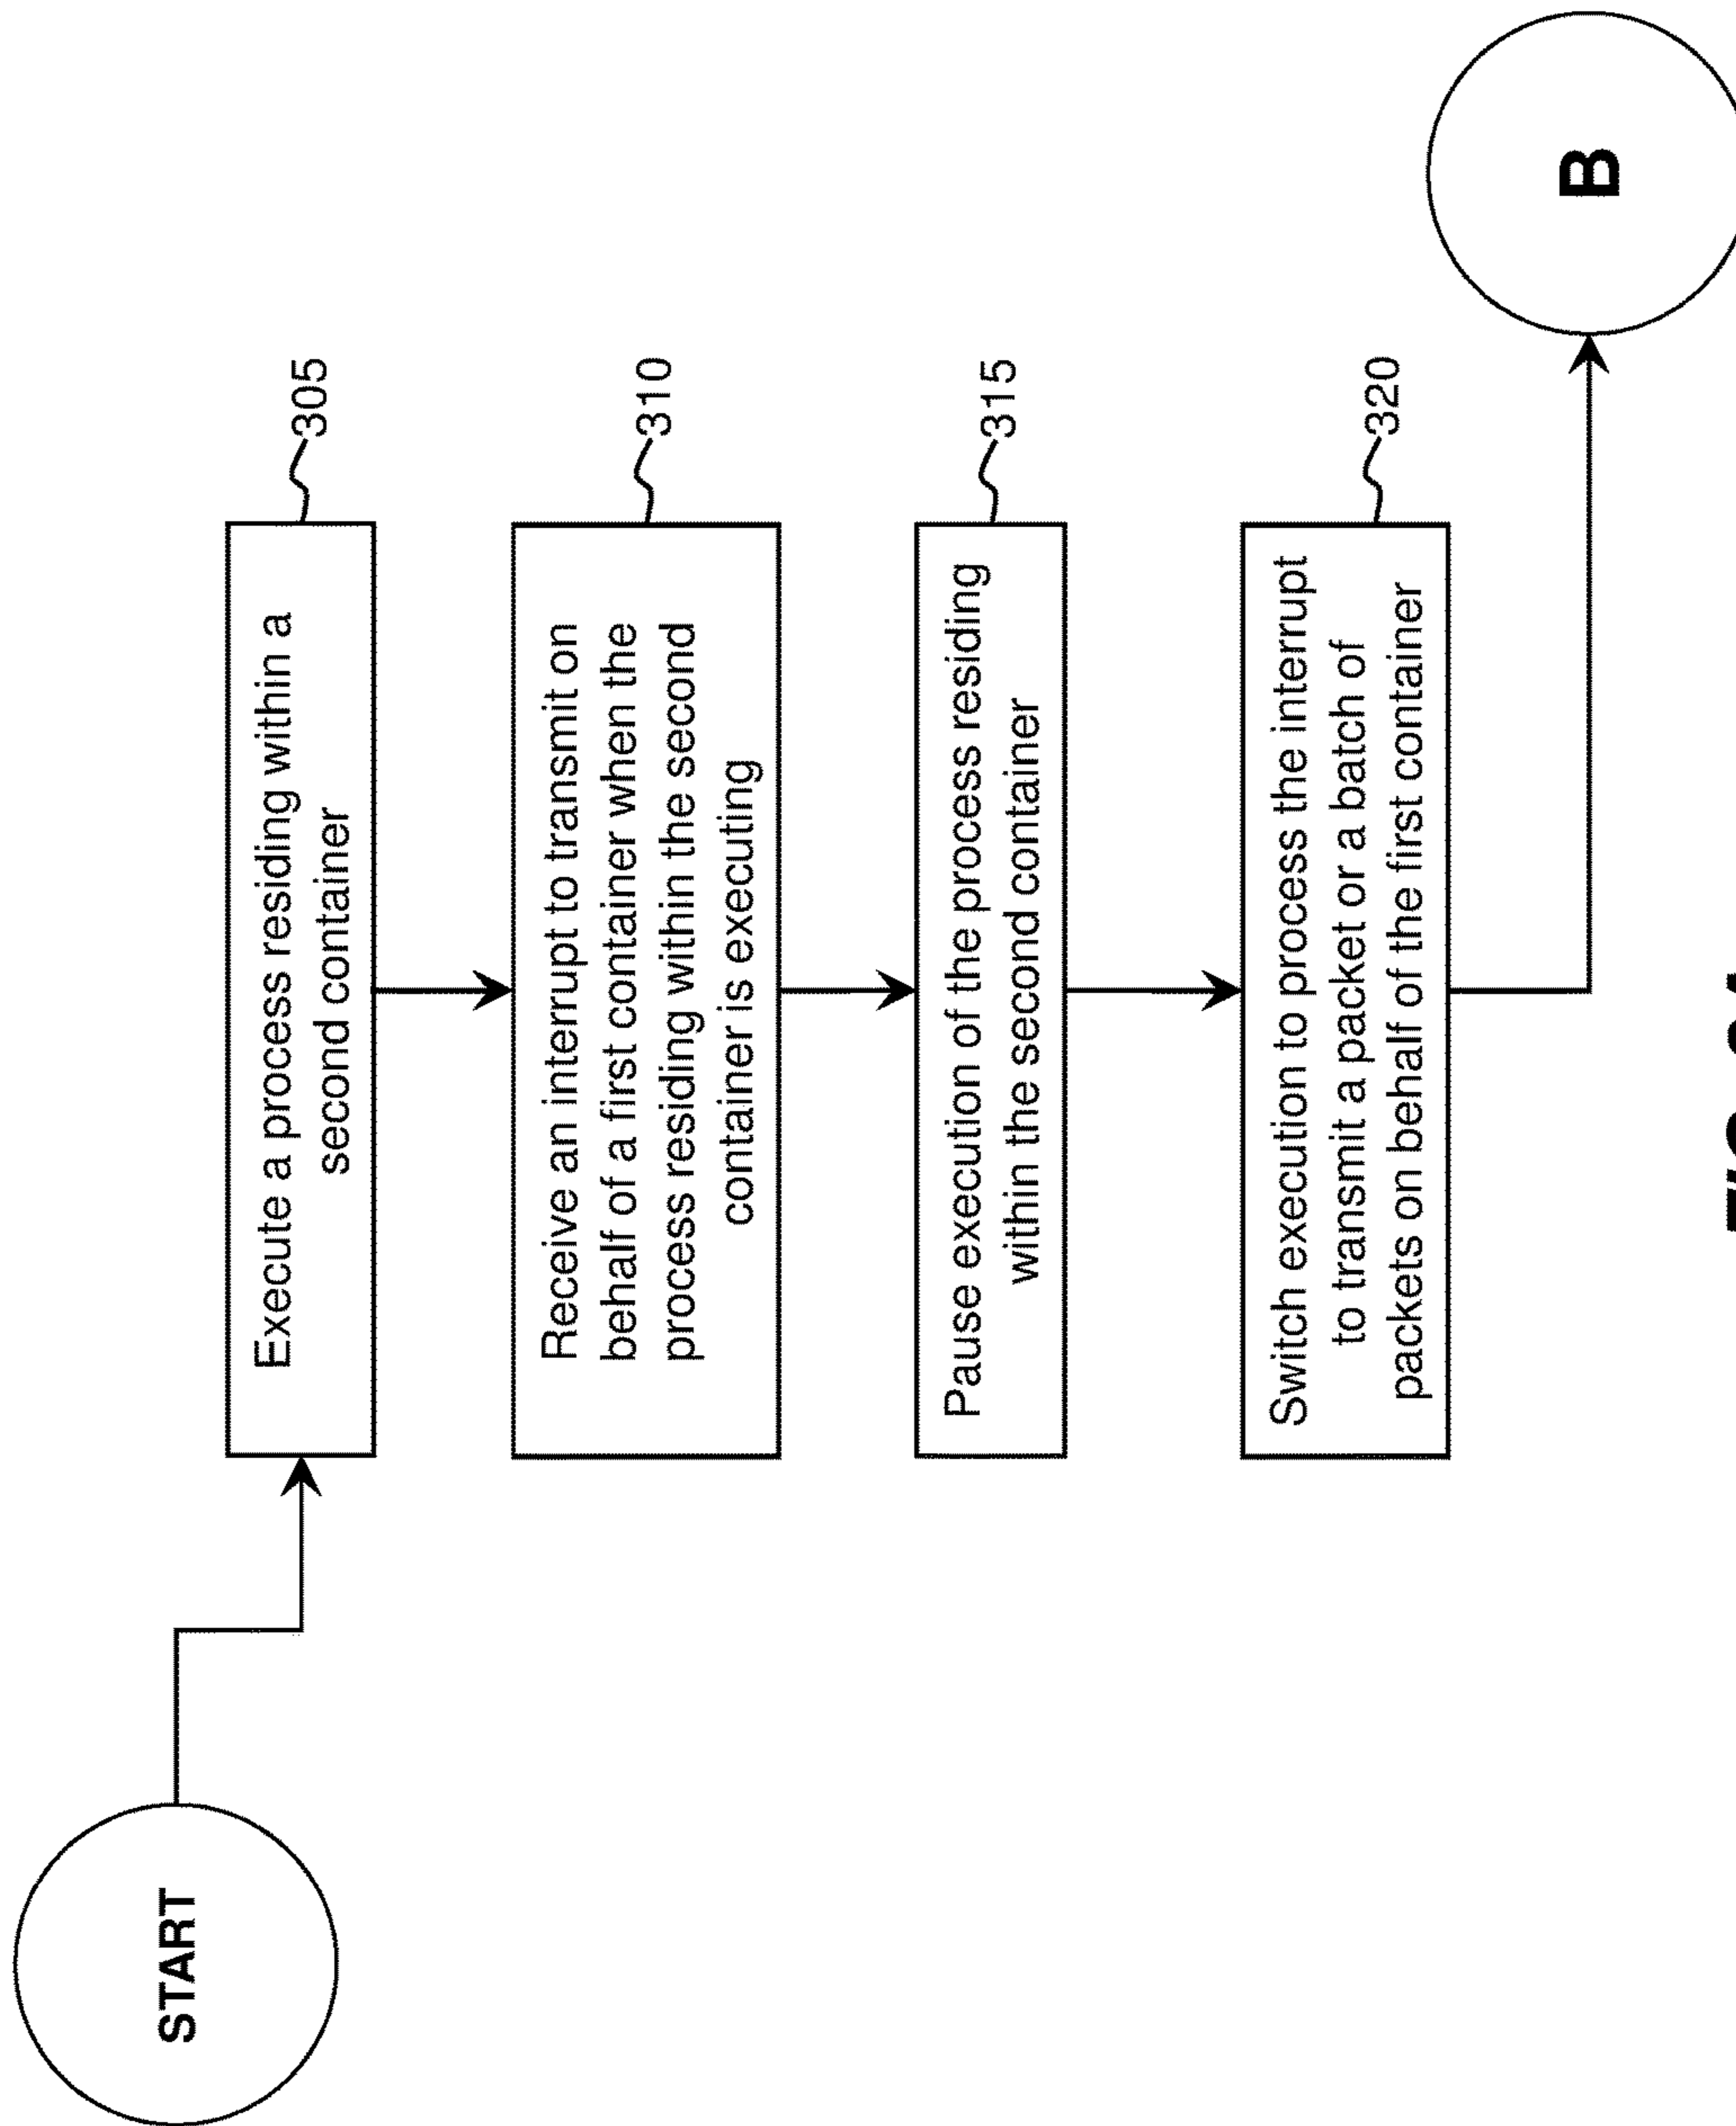 START
Execute a process residing within a
second container
305
Receive an interrupt to transmit on
behalf of a first container when the
process residing within the second
container is executing
310
Pause execution of the process residing
within the second container
315
Switch execution to process the interrupt
to transmit a packet or a batch of
packets on behalf of the first container
320
B